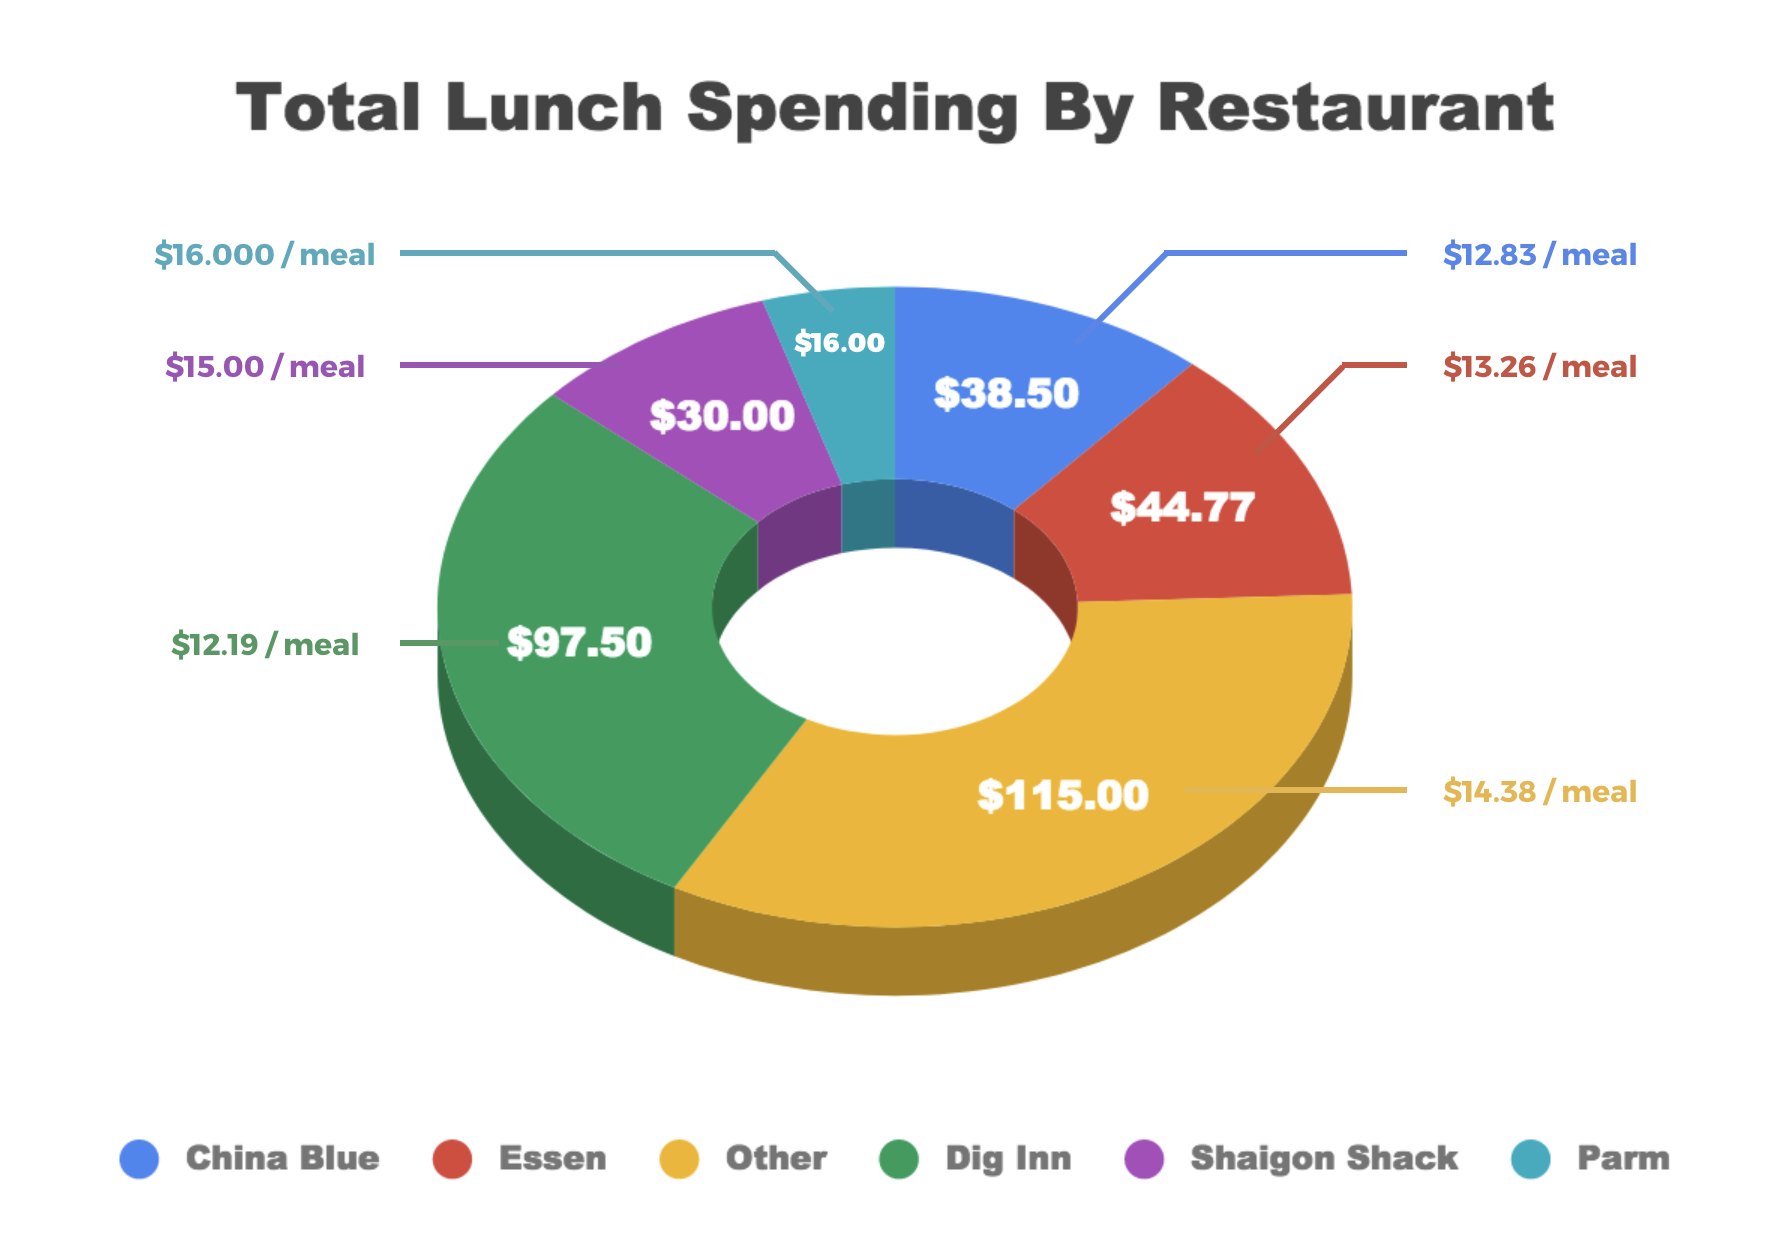 Total Lunch Spending By Restaurant
$16.000 / meal
$12.83 / meal
$16.00
$15.00 / meal
$13.26 / meal
$38.50
$30.00
$44.77
$12.19 / meal
$97.50
$115.00
$14.38 / meal
China Blue
Essen
Other
Dig Inn
Shaigon Shack
Parm